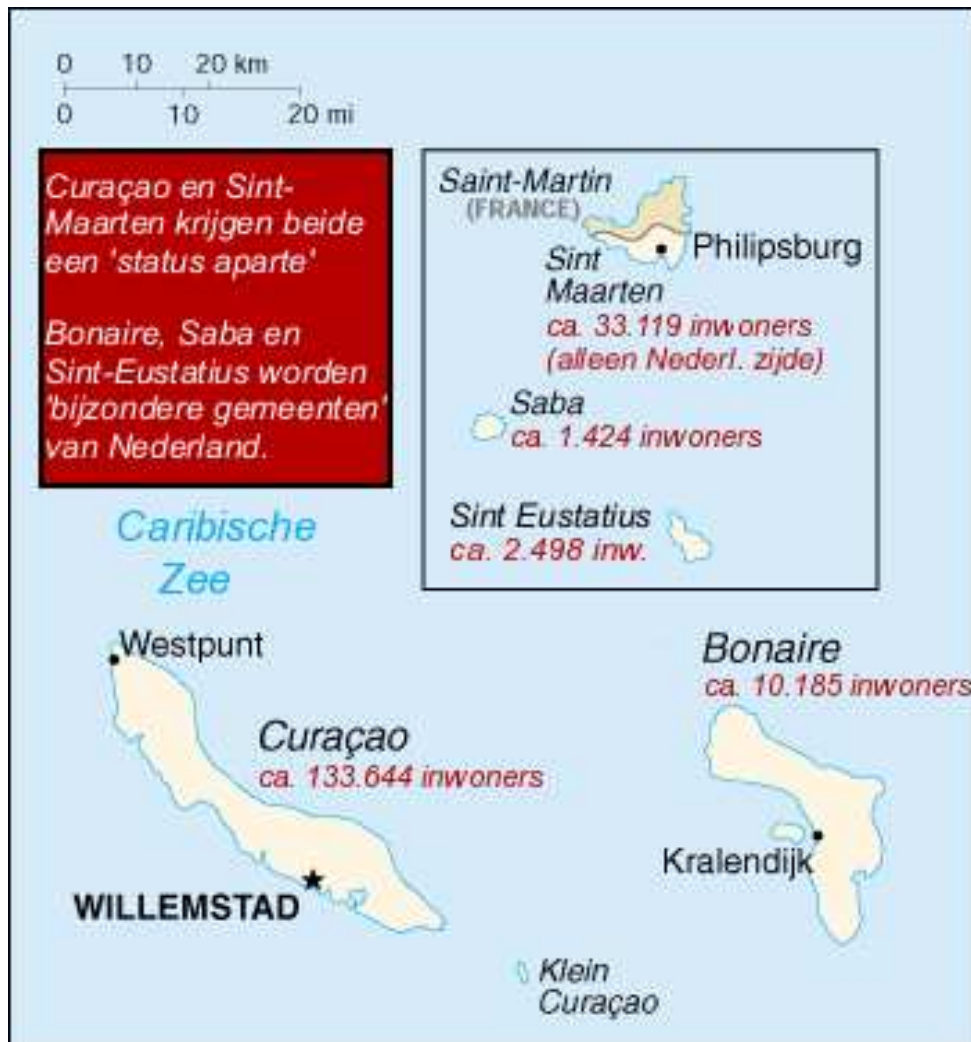 0 10 20 km
0 10 20 mi
Curaçao en Sint-
Maarten krijgen beide
een 'status aparte'
Bonaire, Saba en
Sint-Eustatius worden
'bijzondere gemeenten'
van Nederland.
Saint-Martin
(FRANCE)
Philipsburg
Sint
Maarten
ca. 33.119 inwoners
(alleen Nederl. zijde)
Saba
ca. 1.424 inwoners
Sint Eustatius
ca. 2.498 inw.
Caribische
Zee
Westpunt
Curaçao
ca. 133.644 inwoners
WILLEMSTAD
Bonaire
ca. 10.185 inwoners
Kralendijk
Klein
Curaçao